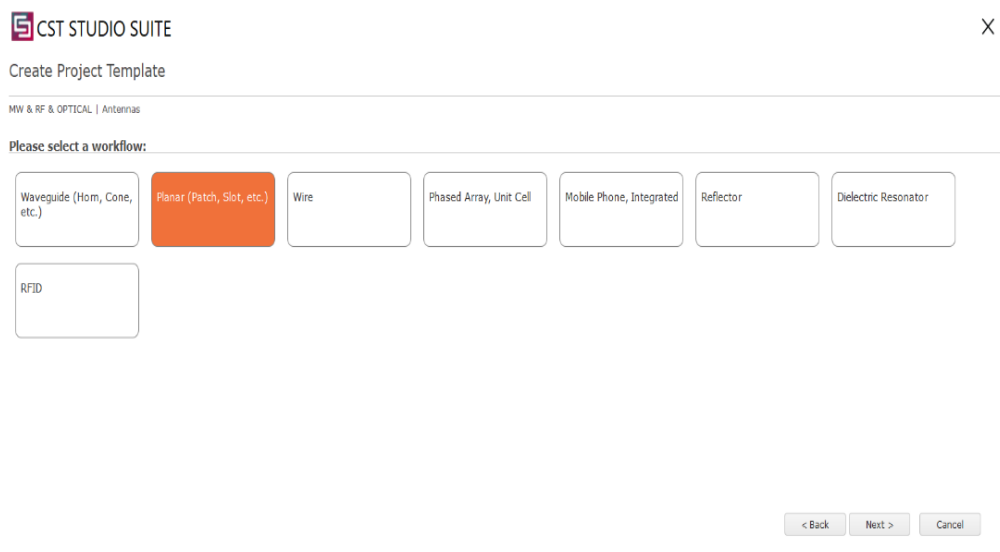 CST STUDIO SUITE
X
Create Project Template
MW & RF & OPTICAL | Antennas
Please select a workflow:
Waveguide (Horn, Cone,
etc.)
Planar (Patch, Slot, etc.)
Wire
Phased Array, Unit Cell
Mobile Phone, Integrated
Reflector
Dielectric Resonator
RFID
< Back
Next >
Cancel